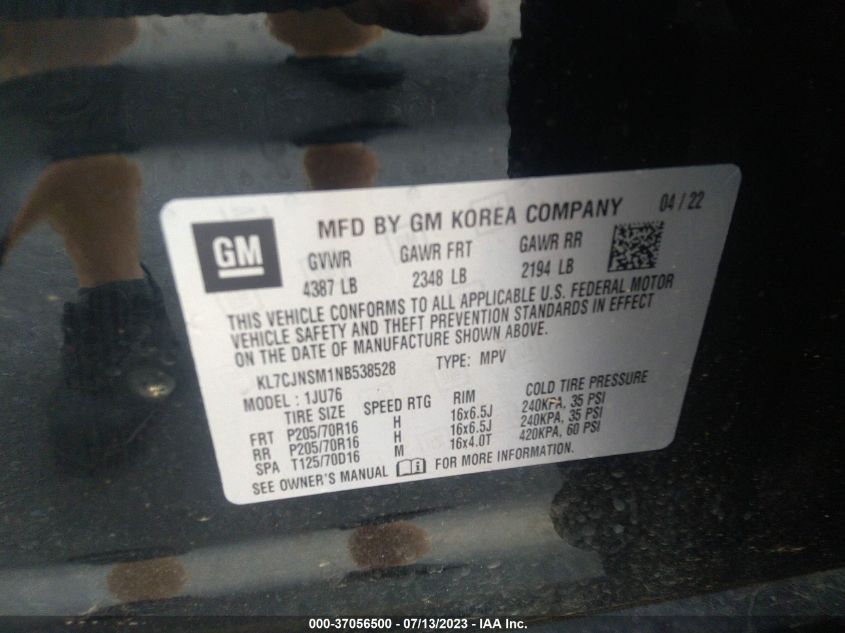 GM
MFD BY GM KOREA COMPANY 04 / 22
GVWR GAWR FRT GAWR RR
4387 LB 2348 LB 2194 LB
THIS VEHICLE CONFORMS TO ALL APPLICABLE U.S. FEDERAL MOTOR
VEHICLE SAFETY AND THEFT PREVENTION STANDARDS IN EFFECT
ON THE DATE OF MANUFACTURE SHOWN ABOVE.
KL7CJNSM1NB538528 TYPE: MPV
MODEL : 1JU76
TIRE SIZE SPEED RTG RIM COLD TIRE PRESSURE
FRT P205/70R16 H 16x6.5J 240KPA, 35 PSI
RR P205/70R16 H 16x6.5J 240KPA, 35 PSI
SPA T125/70D16 M 16x4.0T 420KPA, 60 PSI
SEE OWNER'S MANUAL FOR MORE INFORMATION.
000-37056500 - 07/13/2023 - IAA Inc.